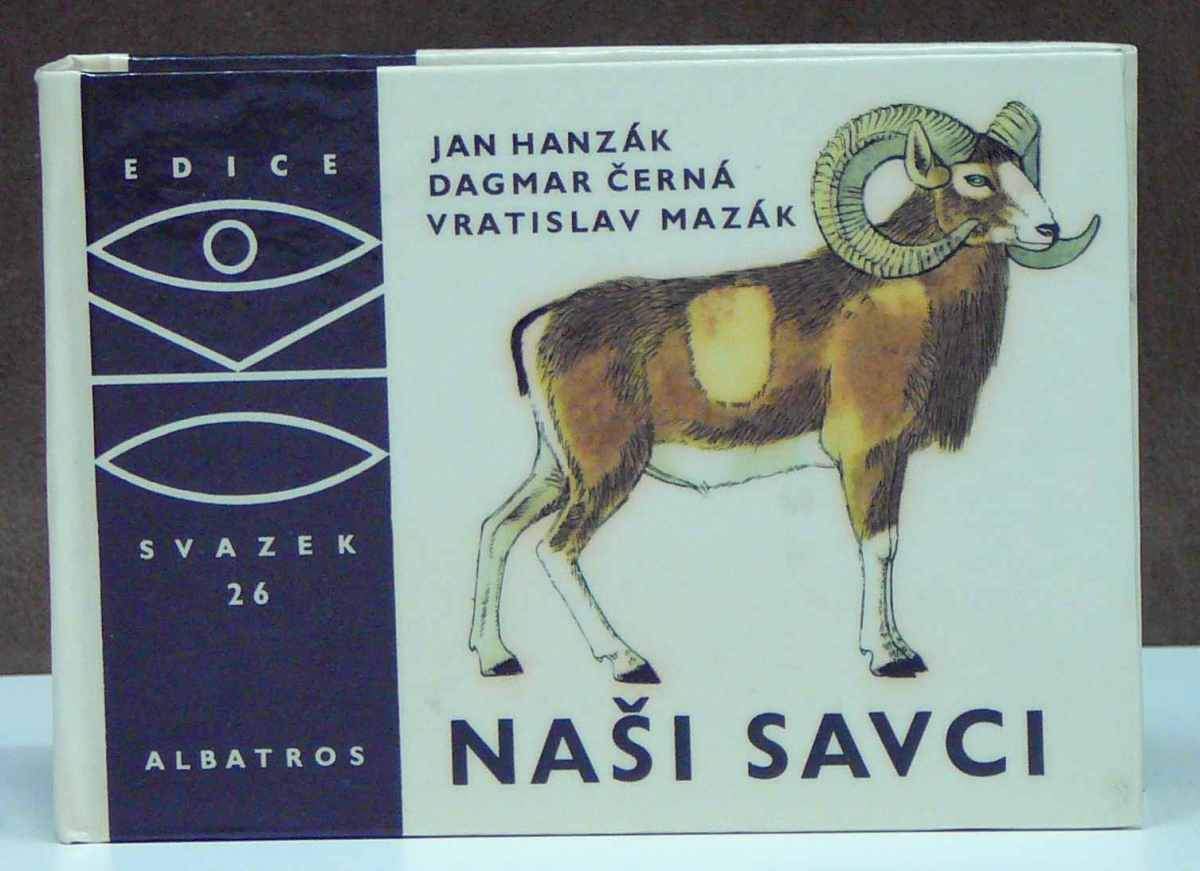 EDICE
SVAZEK
26
ALBATROS
JAN HANZÁK
DAGMAR ČERNÁ
VRATISLAV MAZÁK
NAŠI SAVCI